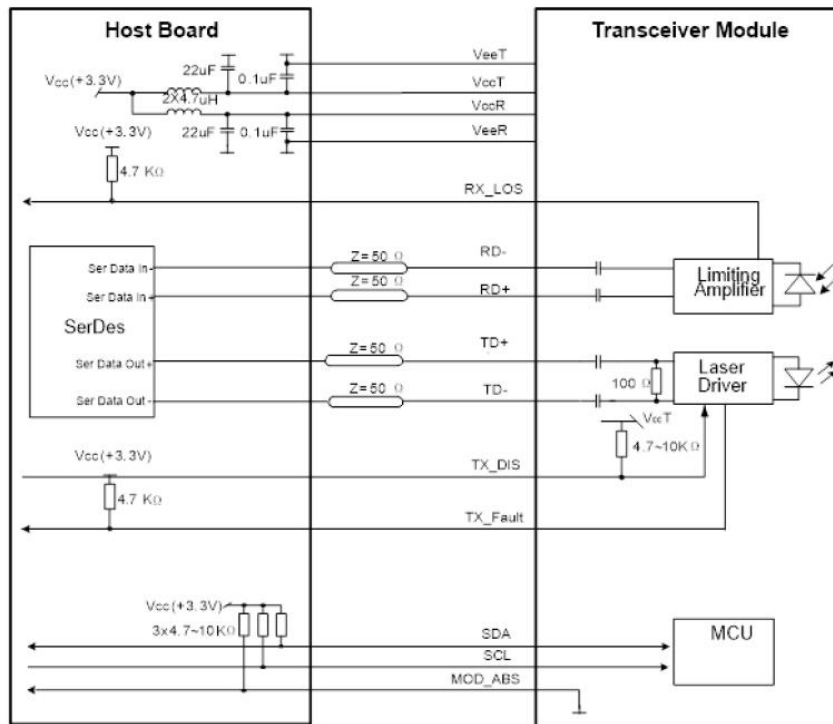 Host Board
Transceiver Module
VeeT
22uF
0.1uF
Vcc(+3.3V)
VccT
2X4.7uH
VccR
Vcc(+3.3V)
22uF
0.1uF
VeeR
4.7 KΩ
RX_LOS
Z=50 Ω
RD-
Ser Data In-
Limiting
Amplifier
Z=50 Ω
Ser Data In+
RD+
SerDes
Z=50 Ω
TD+
Ser Data Out+
Laser
Driver
100 Ω
Z=50 Ω
Ser Data Out-
TD-
VccT
4.7~10KΩ
Vcc(+3.3V)
TX_DIS
4.7 KΩ
TX_Fault
Vcc(+3.3V)
3x4.7~10KΩ
SDA
MCU
SCL
MOD_ABS